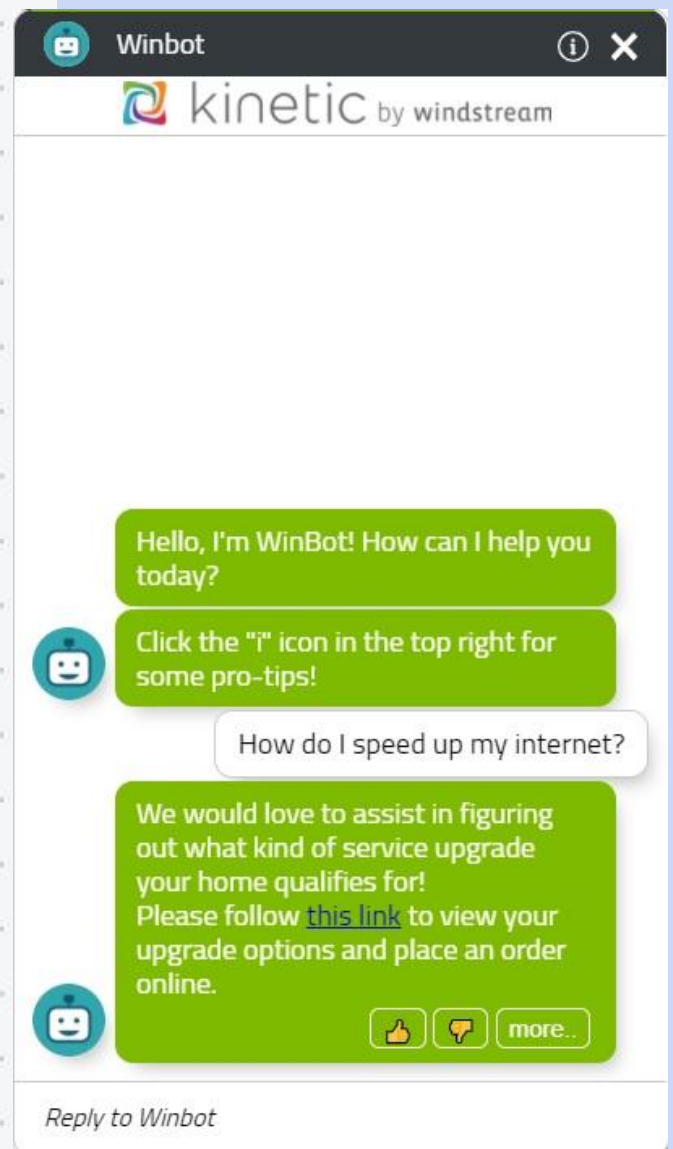 Winbot
kinetic by windstream
Hello, I'm WinBot! How can I help you
today?
Click the "i" icon in the top right for
some pro-tips!
How do I speed up my internet?
We would love to assist in figuring
out what kind of service upgrade
your home qualifies for!
Please follow this link to view your
upgrade options and place an order
online.
more..
Reply to Winbot